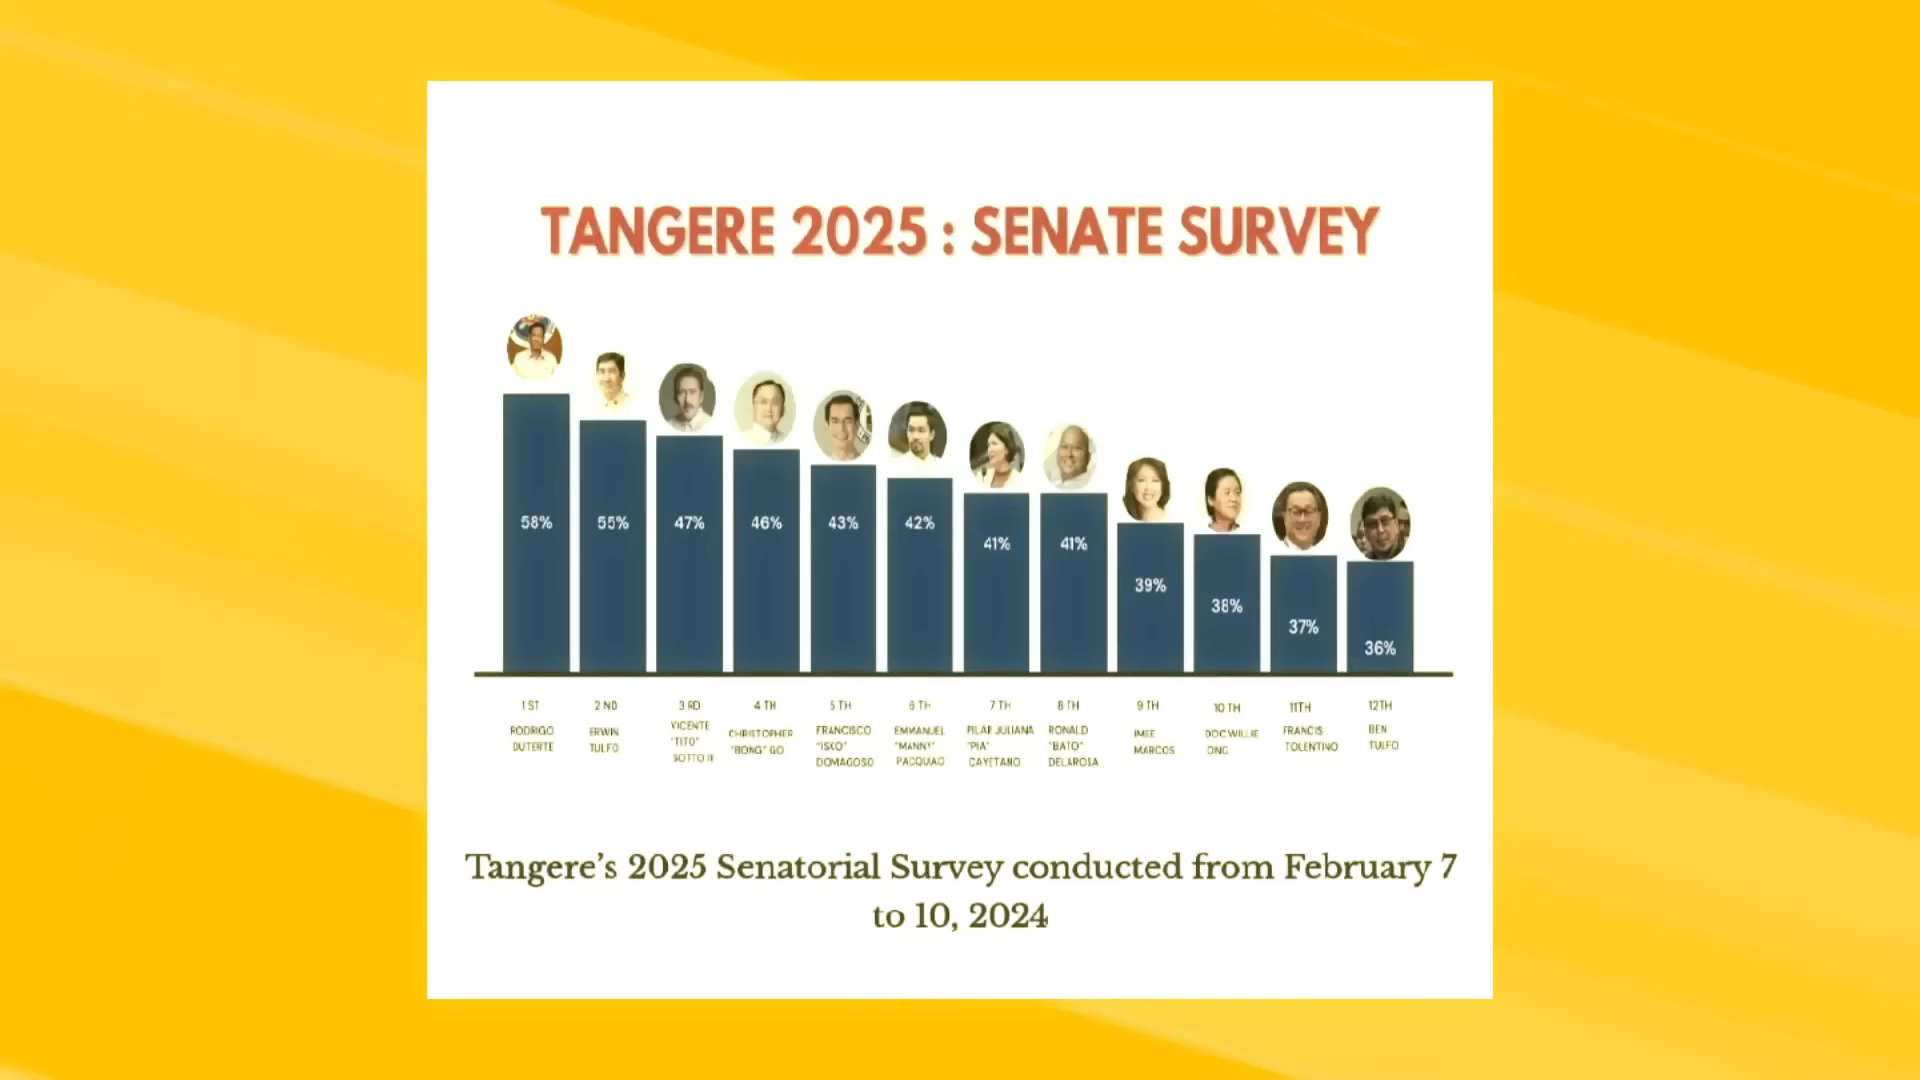 TANGERE 2025 : SENATE SURVEY
58%
55%
47%
46%
43%
42%
41%
41%
39%
38%
37%
36%
1 ST
RODRIGO
DUTERTE
2 ND
ERWIN
TULFO
3 RD
VICENTE
"TITO"
SOTTO III
4 TH
CHRISTOPHER
"BONG" GO
5 TH
FRANCISCO
"ISKO"
DOMAGOSO
6 TH
EMMANUEL
"MANNY"
PACQUIAO
7 TH
PILAR JULIANA
"PIA"
CAYETANO
8 TH
RONALD
"BATO"
DELAROSA
9 TH
IMEE
MARCOS
10 TH
DOC WILLIE
ONG
11TH
FRANCIS
TOLENTINO
12TH
BEN
TULFO
Tangere’s 2025 Senatorial Survey conducted from February 7
to 10, 2024